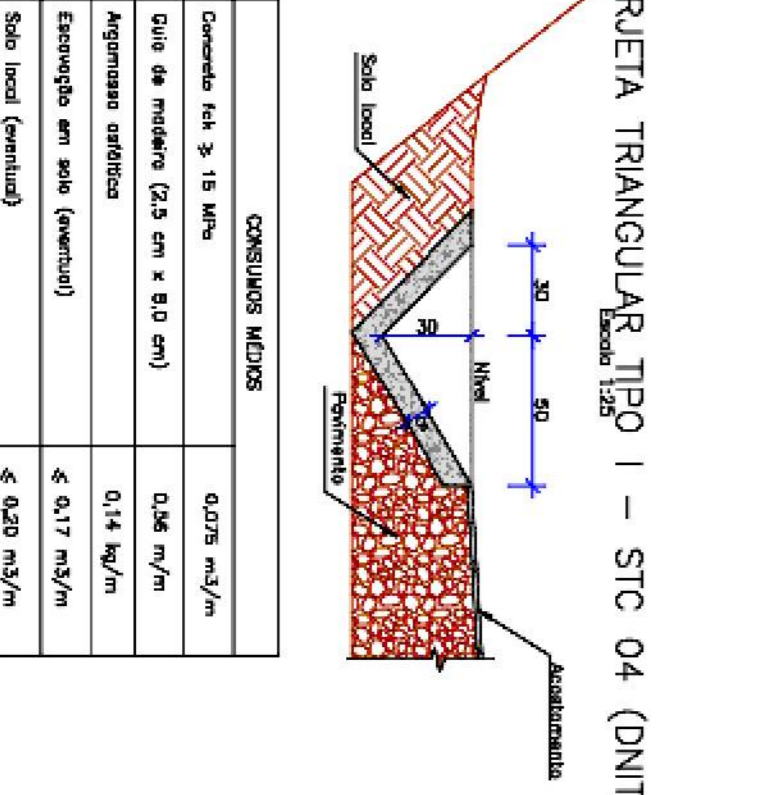 RJETA TRIANGULAR TIPO I - STC 04 (DNIT
Escala 1:25
30
50
Nível
30
Solo local
Pavimento
Acostamento
CONSUMOS MÉDIOS
Concreto fck ≥ 15 MPa 0,075 m3/m
Guia de madeira (2,5 cm x 8,0 cm) 0,56 m/m
Argamassa asfáltica 0,14 kg/m
Escavação em solo (eventual) ≤ 0,17 m3/m
Solo local (eventual) ≤ 0,20 m3/m